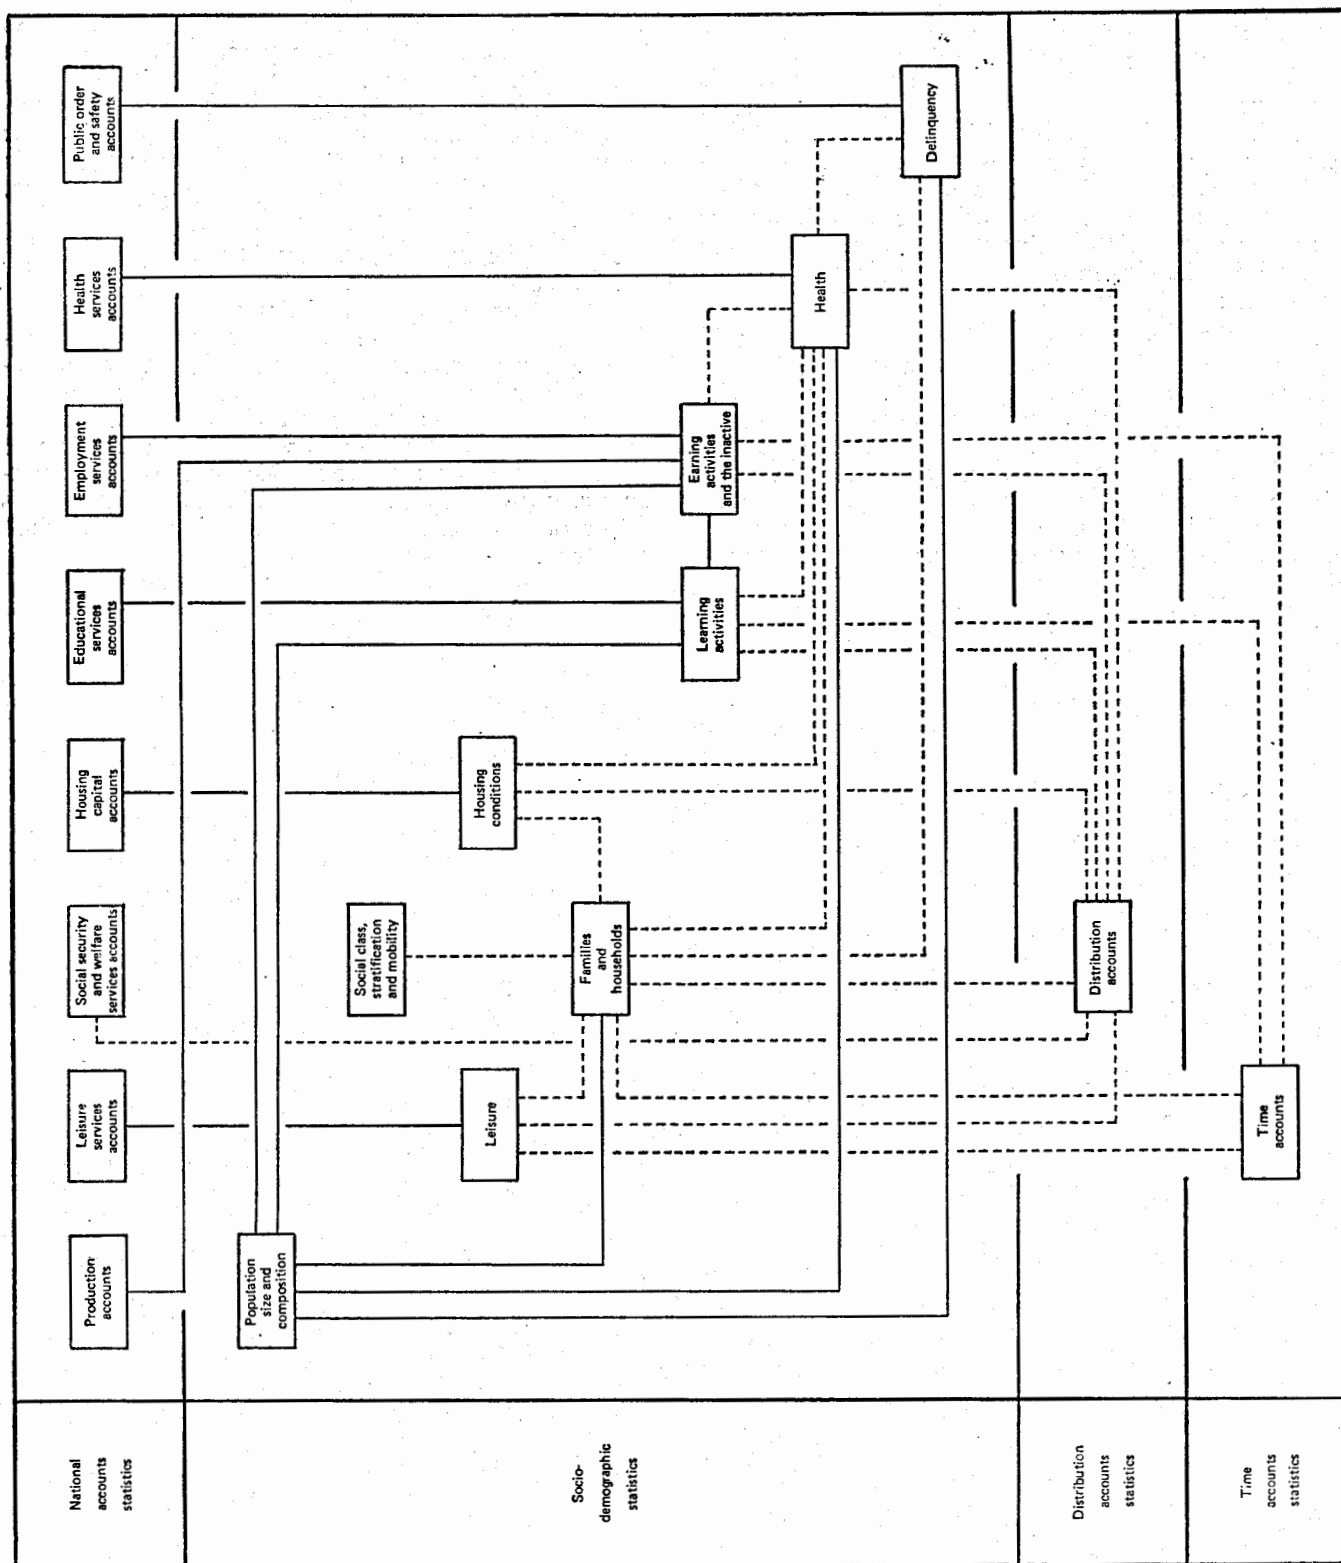 National
accounts
statistics
Production
accounts
Leisure
services
accounts
Social security
and welfare
services accounts
Housing
capital
accounts
Educational
services
accounts
Employment
services
accounts
Health
services
accounts
Public order
and safety
accounts
Socio-
demographic
statistics
Population
size and
composition
Social class,
stratification
and mobility
Leisure
Housing
conditions
Families
and
households
Learning
activities
Earning
activities
and the inactive
Health
Delinquency
Distribution
accounts
statistics
Distribution
accounts
Time
accounts
statistics
Time
accounts